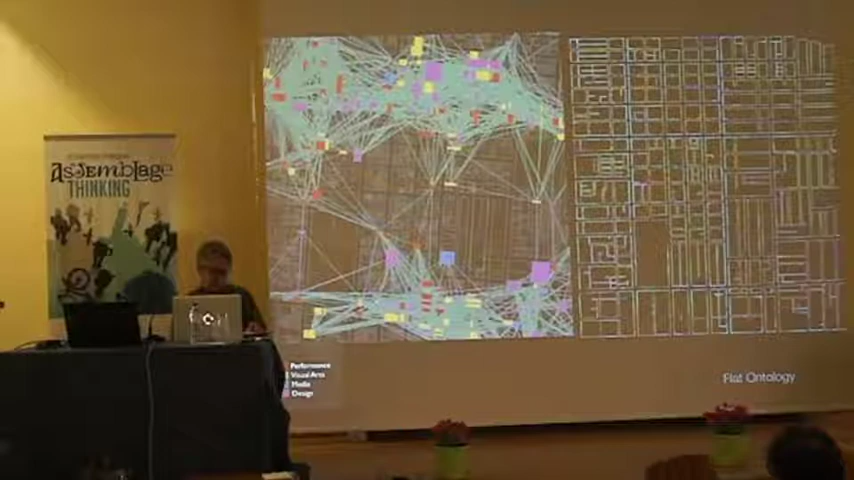 Assemblage
THINKING
Performance
Visual Arts
Media
Design
Flat Ontology